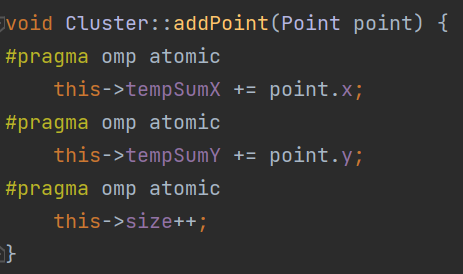 void Cluster::addPoint(Point point) {
#pragma omp atomic
    this->tempSumX += point.x;
#pragma omp atomic
    this->tempSumY += point.y;
#pragma omp atomic
    this->size++;
}